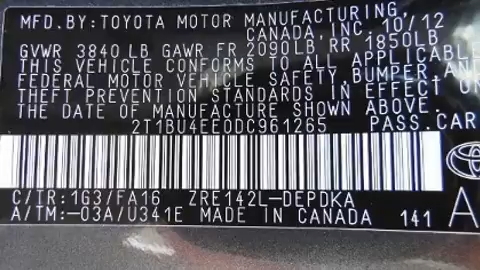 MFD. BY: TOYOTA MOTOR MANUFACTURING
CANADA, INC. 10/12
GVWR 3840 LB GAWR FR 2090LB RR 1850LB
THIS VEHICLE CONFORMS TO ALL APPLICABLE
FEDERAL MOTOR VEHICLE SAFETY, BUMPER, AN
THEFT PREVENTION STANDARDS IN EFFECT
THE DATE OF MANUFACTURE SHOWN ABOVE.
2T1BU4EE0DC961265 PASS.CAR
C/TR:1G3/FA16 ZRE142L-DEPDKA
A/TM:-03A/U341E MADE IN CANADA 141 A